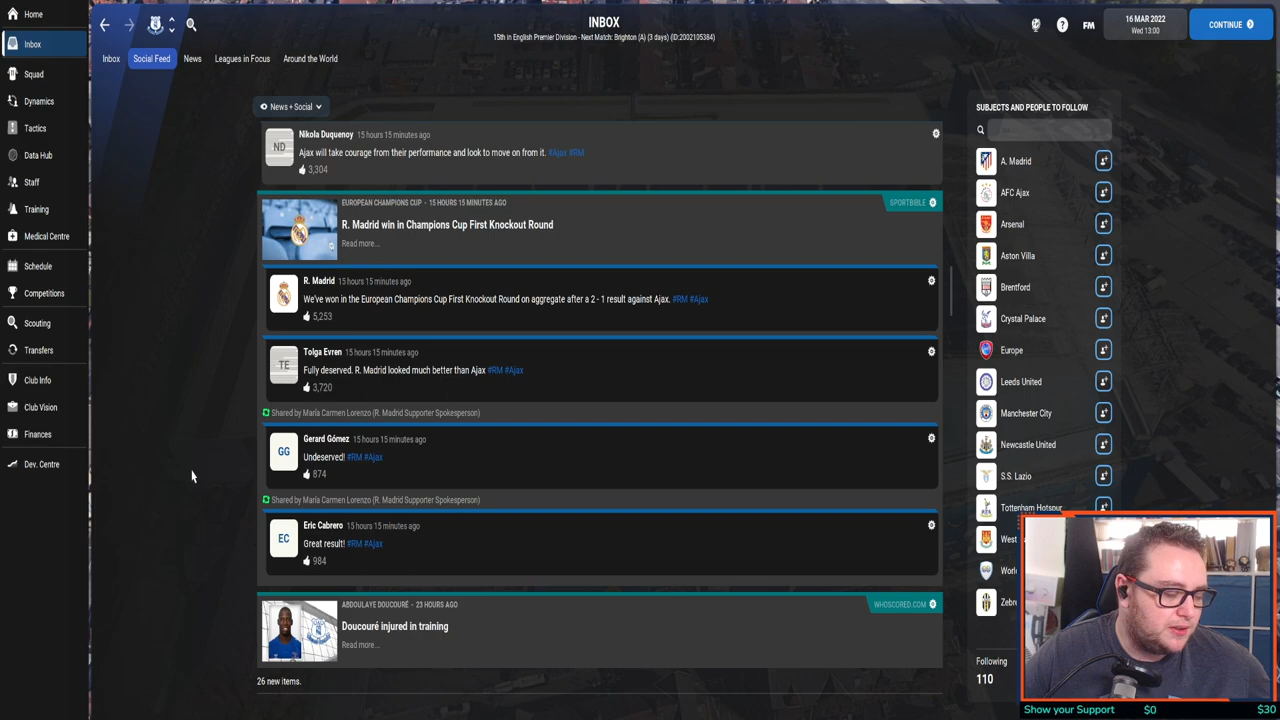 Home
Inbox
Squad
Dynamics
Tactics
Data Hub
Staff
Training
Medical Centre
Schedule
Competitions
Scouting
Transfers
Club Info
Club Vision
Finances
Dev. Centre
INBOX
15th in English Premier Division - Next Match: Brighton (A) (3 days) (ID:2002105384)
FM
16 MAR 2022
Wed 13:00
CONTINUE
Inbox
Social Feed
News
Leagues in Focus
Around the World
News + Social
ND
Nikola Duquenoy 15 hours 15 minutes ago
Ajax will take courage from their performance and look to move on from it. #Ajax #RM
3,304
EUROPEAN CHAMPIONS CUP - 15 HOURS 15 MINUTES AGO
SPORTBIBLE
R. Madrid win in Champions Cup First Knockout Round
Read more...
R. Madrid 15 hours 15 minutes ago
We've won in the European Champions Cup First Knockout Round on aggregate after a 2 - 1 result against Ajax. #RM #Ajax
5,253
TE
Tolga Evren 15 hours 15 minutes ago
Fully deserved. R. Madrid looked much better than Ajax #RM #Ajax
3,720
Shared by María Carmen Lorenzo (R. Madrid Supporter Spokesperson)
GG
Gerard Gómez 15 hours 15 minutes ago
Undeserved! #RM #Ajax
874
Shared by María Carmen Lorenzo (R. Madrid Supporter Spokesperson)
EC
Eric Cabrero 15 hours 15 minutes ago
Great result! #RM #Ajax
984
ABDOULAYE DOUCOURÉ - 23 HOURS AGO
WHOSCORED.COM
Doucouré injured in training
Read more...
26 new items.
SUBJECTS AND PEOPLE TO FOLLOW
A. Madrid
AFC Ajax
Arsenal
Aston Villa
Brentford
Crystal Palace
Europe
Leeds United
Manchester City
Newcastle United
S.S. Lazio
Tottenham Hotspur
West
Worl
Zebr
Following
110
Show your Support $0 $30